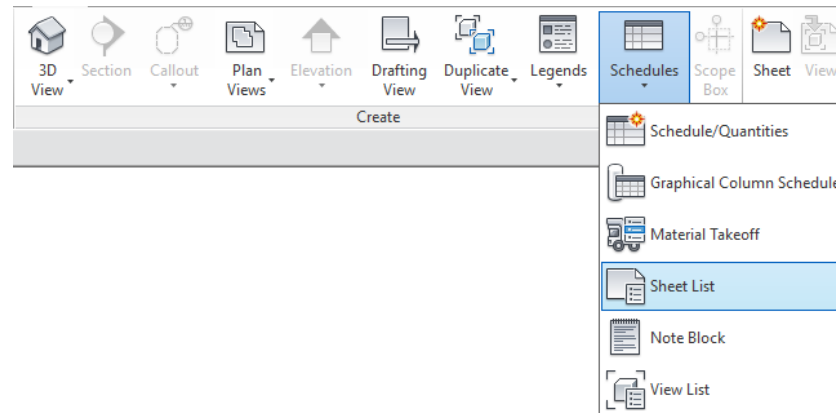 3D View
Section
Callout
Plan Views
Elevation
Drafting View
Duplicate View
Legends
Schedules
Scope Box
Sheet
View
Create
Schedule/Quantities
Graphical Column Schedule
Material Takeoff
Sheet List
Note Block
View List